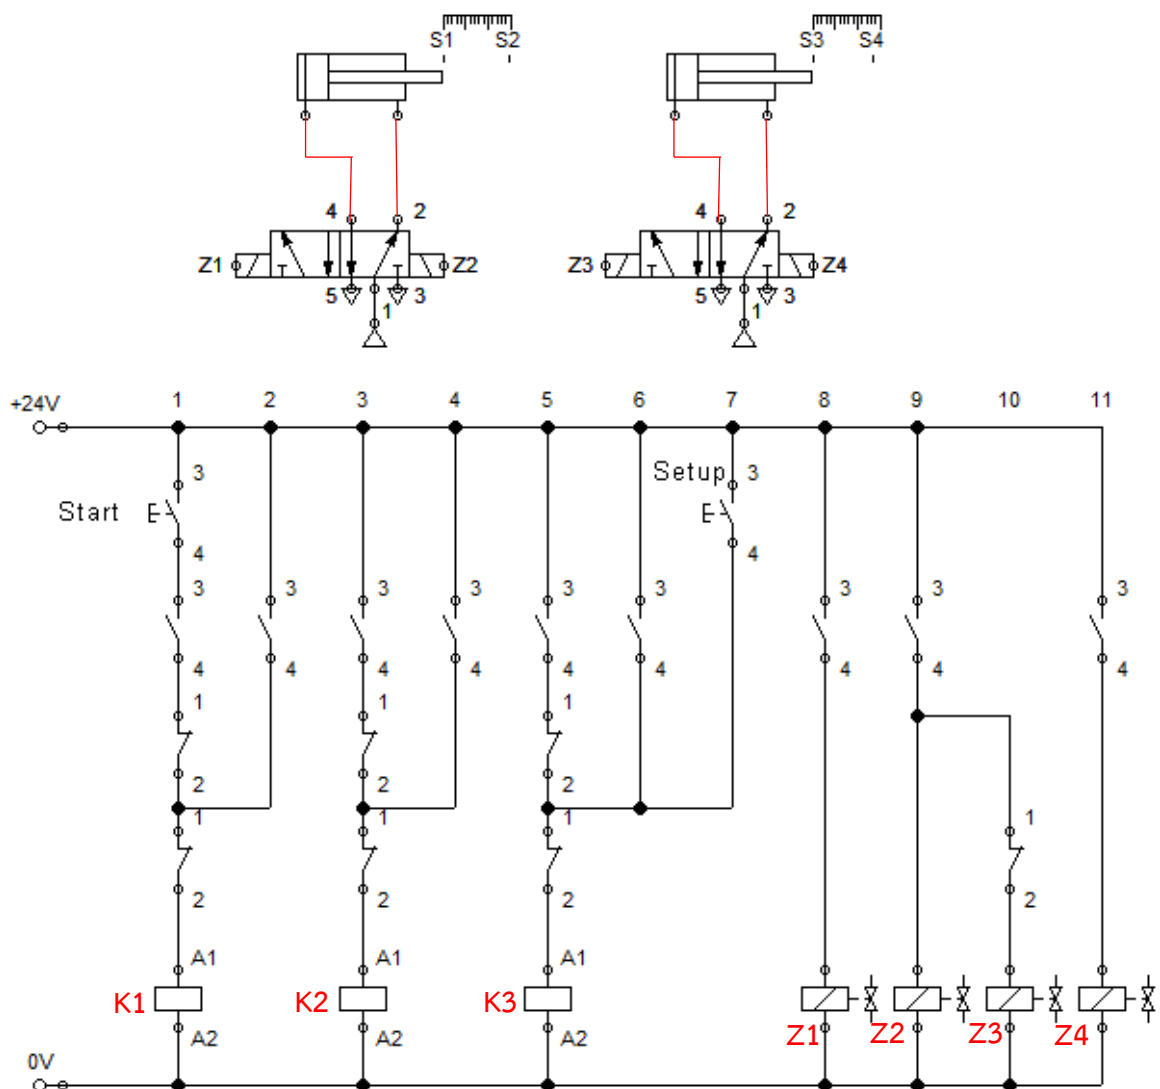 S1 S2 S3 S4
4 2 4 2
Z1 Z2 Z3 Z4
5 3 5 3
1 1
+24V 1 2 3 4 5 6 7 8 9 10 11
3 Setup 3
Start
4 4
3 3 3 3 3 3 3 3 3
4 4 4 4 4 4 4 4 4
1 1 1
2 2 2
1 1 1 1
2 2 2 2
A1 A1 A1
K1 K2 K3
Z1 Z2 Z3 Z4
A2 A2 A2
0V